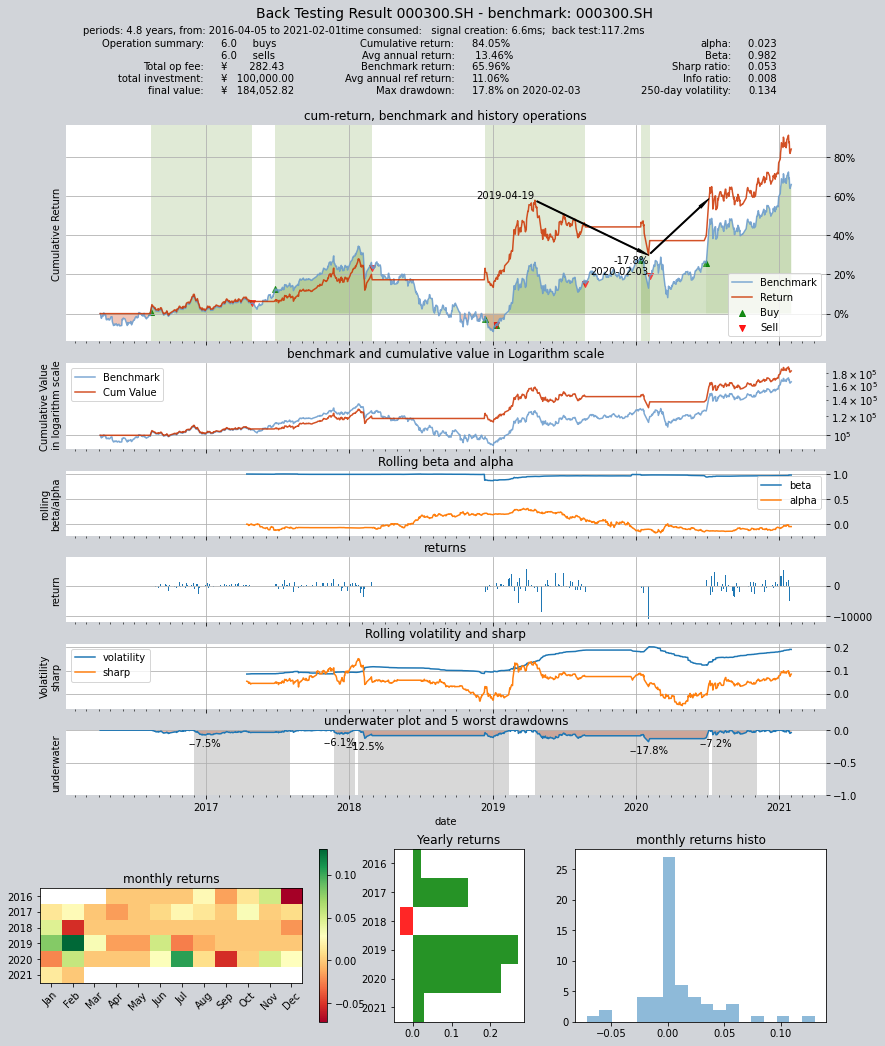 Back Testing Result 000300.SH - benchmark: 000300.SH
periods: 4.8 years, from: 2016-04-05 to 2021-02-01time consumed: signal creation: 6.6ms; back test:117.2ms
Operation summary: 6.0 buys Cumulative return: 84.05% alpha: 0.023
6.0 sells Avg annual return: 13.46% Beta: 0.982
Total op fee: ¥ 282.43 Benchmark return: 65.96% Sharp ratio: 0.053
total investment: ¥ 100,000.00 Avg annual ref return: 11.06% Info ratio: 0.008
final value: ¥ 184,052.82 Max drawdown: 17.8% on 2020-02-03 250-day volatility: 0.134
cum-return, benchmark and history operations
Cumulative Return
80%
60%
40%
20%
0%
2019-04-19
-17.8%
2020-02-03
Benchmark
Return
Buy
Sell
benchmark and cumulative value in Logarithm scale
Cumulative Value
in logarithm scale
Benchmark
Cum Value
1.8 × 10⁵
1.6 × 10⁵
1.4 × 10⁵
1.2 × 10⁵
10⁵
Rolling beta and alpha
rolling
beta/alpha
beta
alpha
1.0
0.5
0.0
returns
return
0
−10000
Rolling volatility and sharp
Volatility
sharp
volatility
sharp
0.2
0.1
0.0
underwater plot and 5 worst drawdowns
underwater
−7.5%
−6.1%
−12.5%
−17.8%
−7.2%
0.0
−0.5
−1.0
2017 2018 2019 2020 2021
date
monthly returns
2016
2017
2018
2019
2020
2021
Jan Feb Mar Apr May Jun Jul Aug Sep Oct Nov Dec
0.10
0.05
0.00
−0.05
Yearly returns
2016
2017
2018
2019
2020
2021
0.0 0.1 0.2
monthly returns histo
25
20
15
10
5
0
−0.05 0.00 0.05 0.10